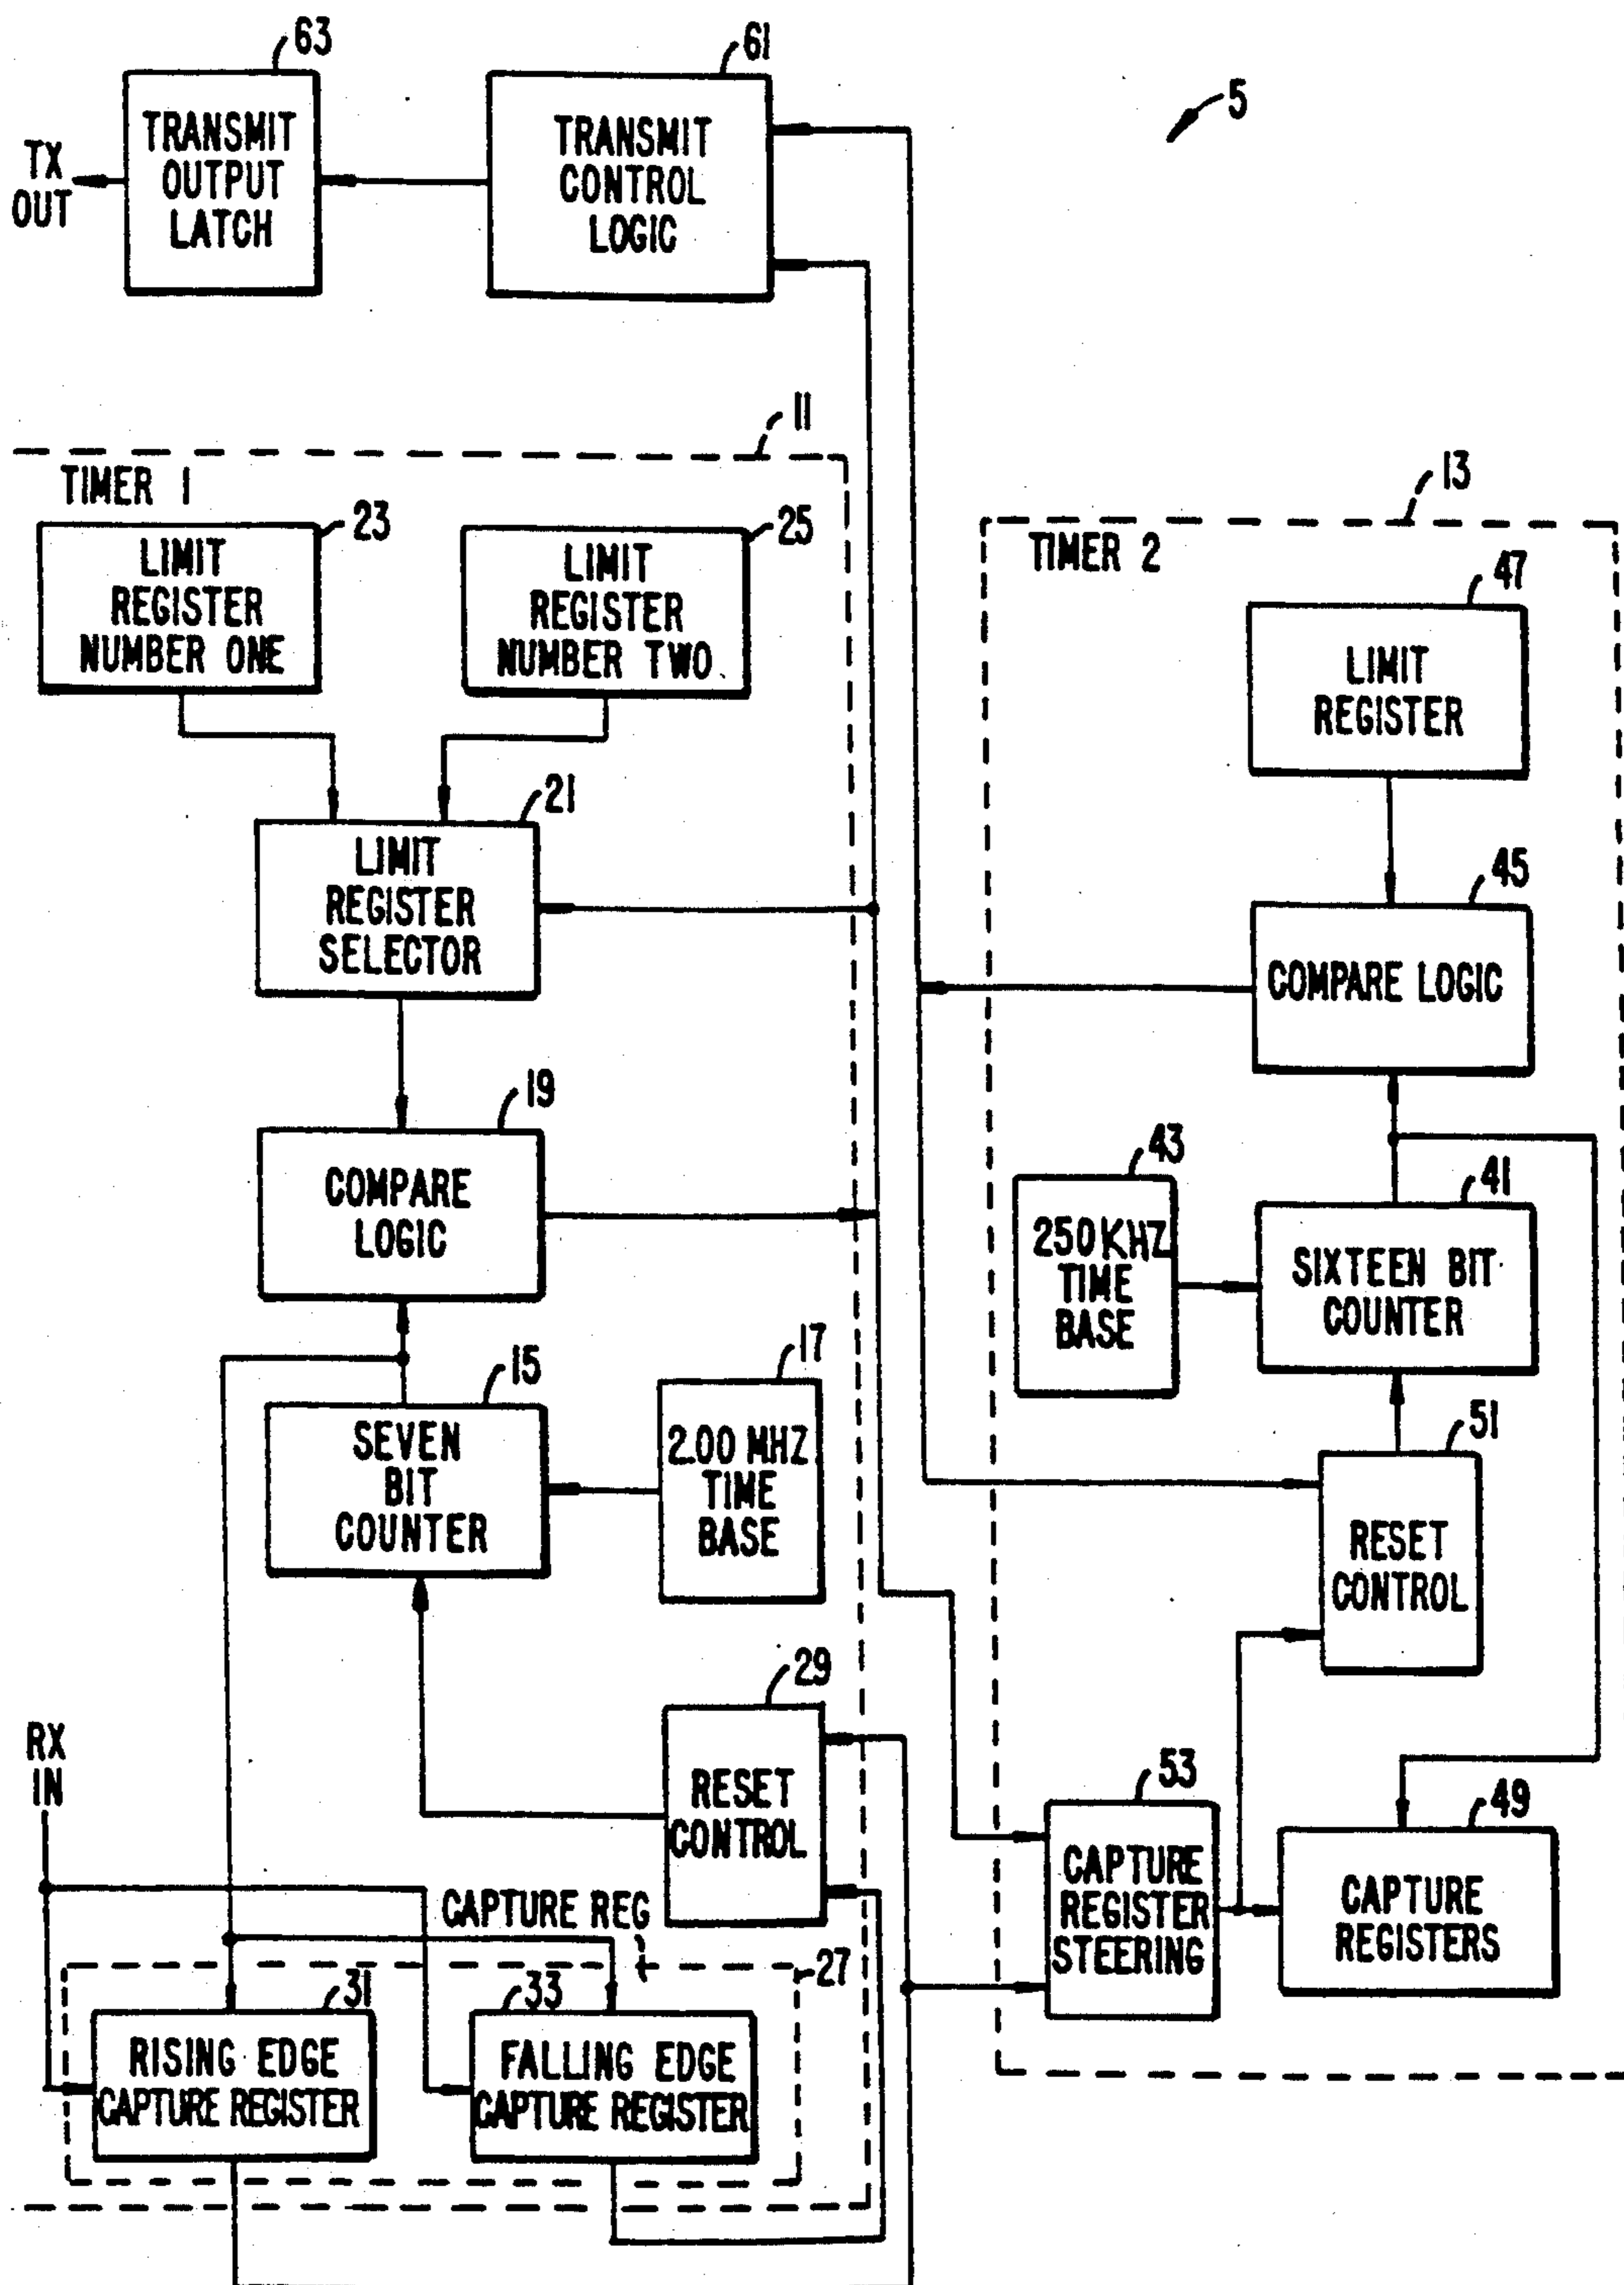 63
61
5
TRANSMIT
OUTPUT
LATCH
TRANSMIT
CONTROL
LOGIC
TX
OUT
11
TIMER 1
13
TIMER 2
23
LIMIT
REGISTER
NUMBER ONE
25
LIMIT
REGISTER
NUMBER TWO
47
LIMIT
REGISTER
21
LIMIT
REGISTER
SELECTOR
45
COMPARE LOGIC
19
COMPARE
LOGIC
43
250 KHZ
TIME
BASE
41
SIXTEEN BIT
COUNTER
15
SEVEN
BIT
COUNTER
17
2.00 MHZ
TIME
BASE
51
RESET
CONTROL
29
RESET
CONTROL
RX
IN
53
CAPTURE
REGISTER
STEERING
49
CAPTURE
REGISTERS
CAPTURE REG
27
31
RISING EDGE
CAPTURE REGISTER
33
FALLING EDGE
CAPTURE REGISTER